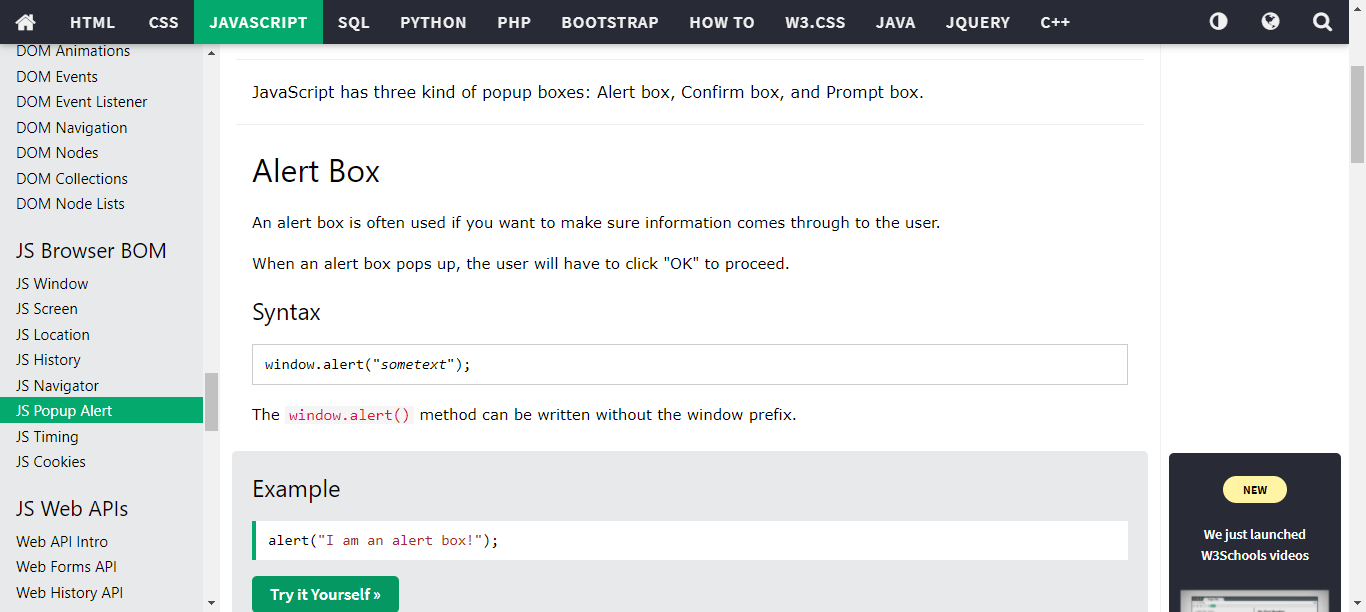 HTML CSS JAVASCRIPT SQL PYTHON PHP BOOTSTRAP HOW TO W3.CSS JAVA JQUERY C++
DOM Animations
DOM Events
DOM Event Listener
DOM Navigation
DOM Nodes
DOM Collections
DOM Node Lists
JS Browser BOM
JS Window
JS Screen
JS Location
JS History
JS Navigator
JS Popup Alert
JS Timing
JS Cookies
JS Web APIs
Web API Intro
Web Forms API
Web History API
JavaScript has three kind of popup boxes: Alert box, Confirm box, and Prompt box.
Alert Box
An alert box is often used if you want to make sure information comes through to the user.
When an alert box pops up, the user will have to click "OK" to proceed.
Syntax
window.alert("sometext");
The window.alert() method can be written without the window prefix.
Example
alert("I am an alert box!");
Try it Yourself »
NEW
We just launched
W3Schools videos